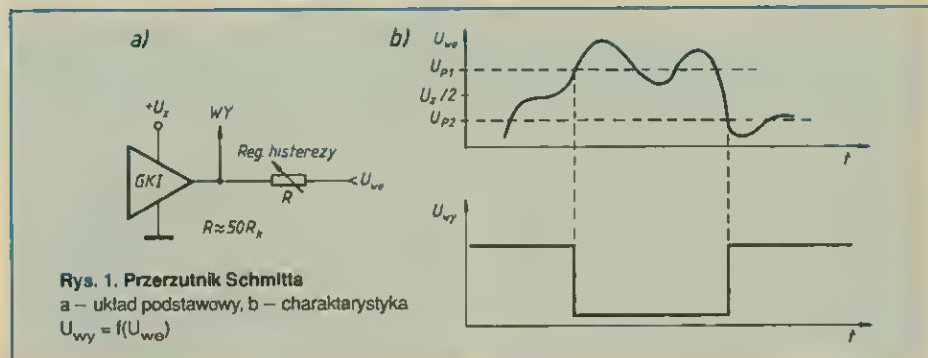 a)
+U_z
WY
Reg. histerezy
GKI
R
U_we
R≈50R_k
Rys. 1. Przerzutnik Schmitta
a – układ podstawowy, b – charakterystyka
U_wy = f(U_we)
b)
U_we
U_P1
U_z/2
U_P2
t
U_wy
t